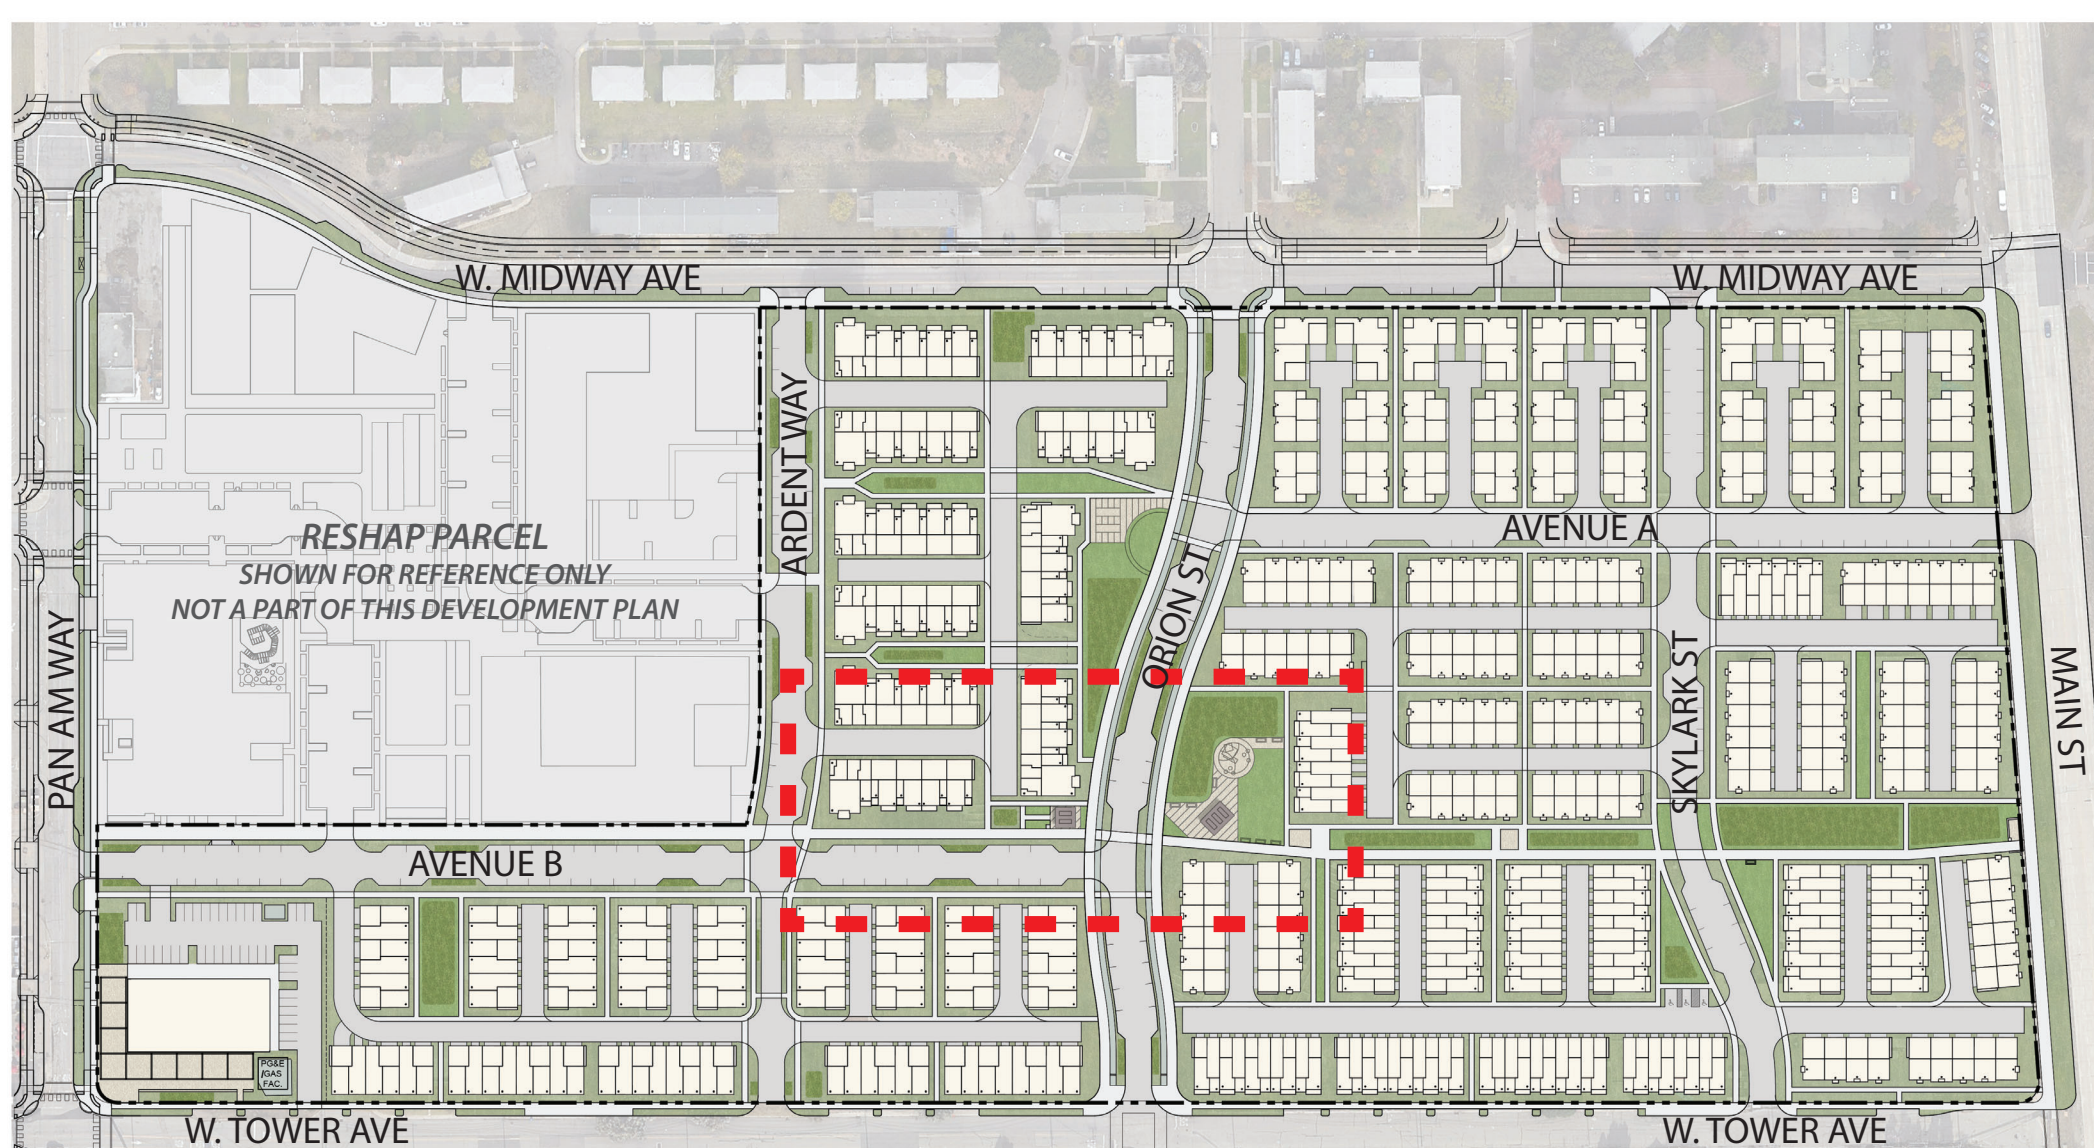 W. MIDWAY AVE
W. MIDWAY AVE
ARDENT WAY
RESHAP PARCEL
SHOWN FOR REFERENCE ONLY
NOT A PART OF THIS DEVELOPMENT PLAN
AVENUE A
ORION ST
PAN AM WAY
SKYLARK ST
MAIN ST
AVENUE B
PG&E
/GAS
FAC.
W. TOWER AVE
W. TOWER AVE